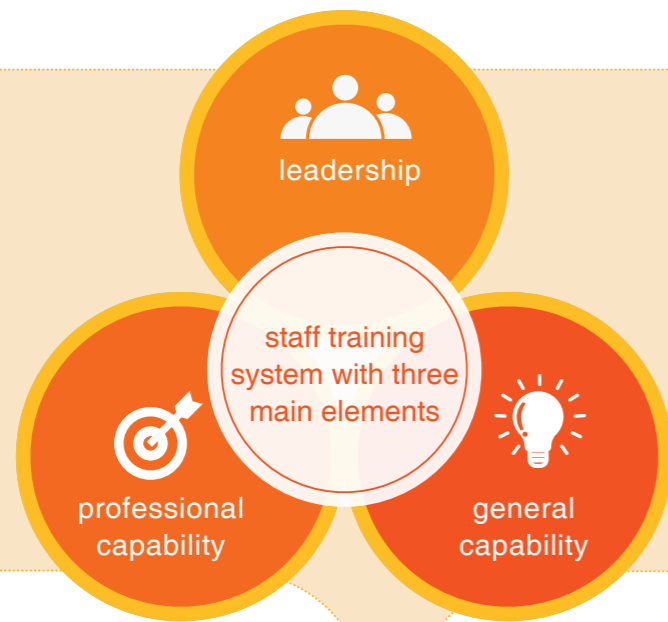 leadership
staff training
system with three
main elements
professional
capability
general
capability